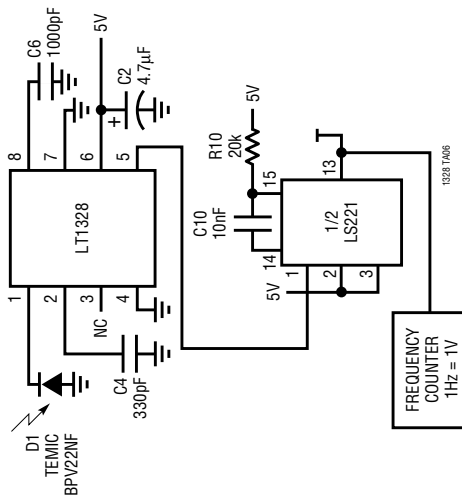 D1
TEMIC
BPV22NF
1
2
3
4
NC
C4
330pF
LT1328
8
7
6
5
C6
1000pF
5V
+
C2
4.7µF
R10
20k
5V
C10
10nF
14
15
5V
1
2
3
1/2
LS221
13
FREQUENCY
COUNTER
1Hz = 1V
1328 TA06